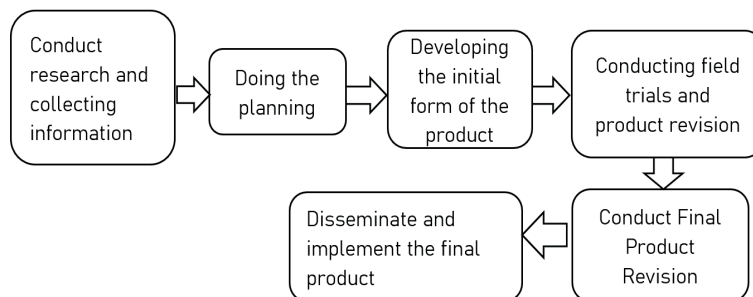 Conduct
research and
collecting
information
Doing the
planning
Developing
the initial
form of the
product
Conducting field
trials and
product revision
Conduct Final
Product
Revision
Disseminate and
implement the final
product